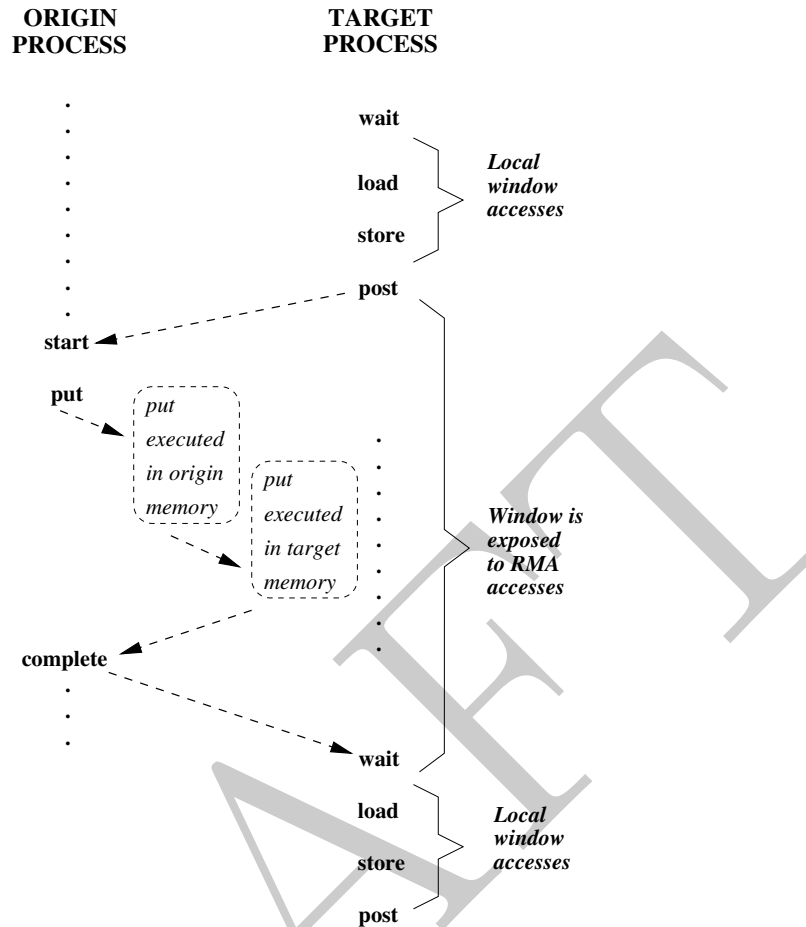 ORIGIN
PROCESS
TARGET
PROCESS
wait
load
store
Local
window
accesses
post
start
put
put
executed
in origin
memory
put
executed
in target
memory
Window is
exposed
to RMA
accesses
complete
wait
load
store
Local
window
accesses
post
AFT